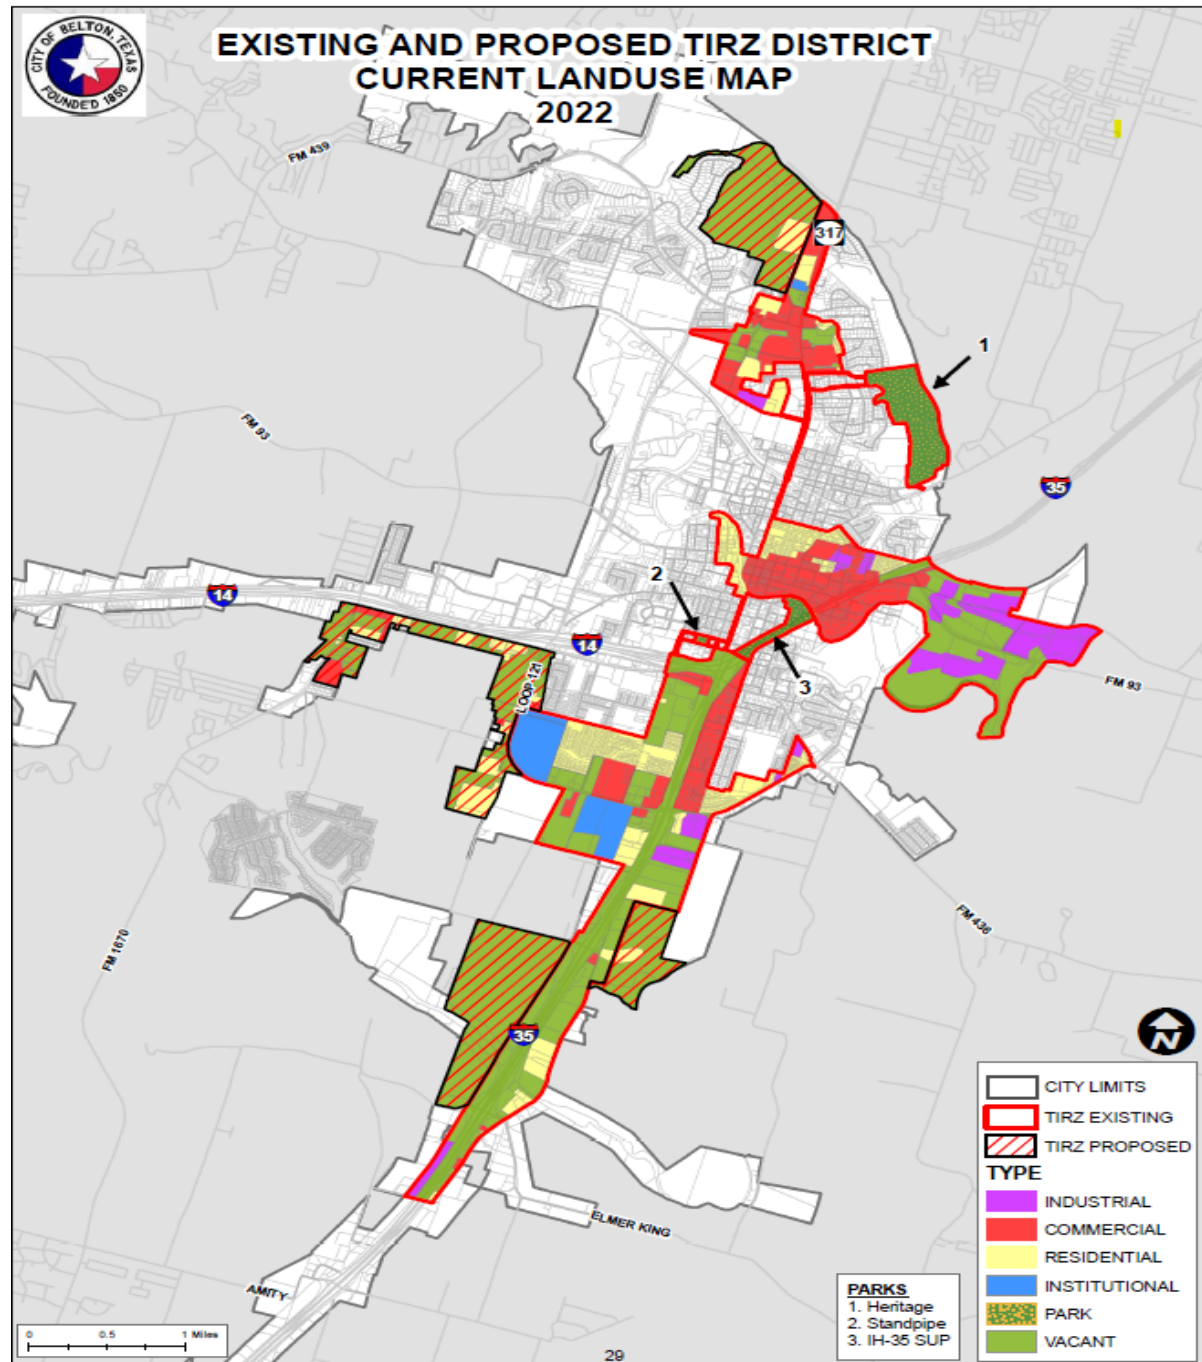 CITY OF BELTON, TEXAS
FOUNDED 1850
EXISTING AND PROPOSED TIRZ DISTRICT
CURRENT LANDUSE MAP
2022
FM 439
317
1
FM 93
35
2
14
14
LOOP 121
3
FM 93
FM 1670
FM 436
35
N
ELMER KING
AMITY
CITY LIMITS
TIRZ EXISTING
TIRZ PROPOSED
TYPE
INDUSTRIAL
COMMERCIAL
RESIDENTIAL
INSTITUTIONAL
PARK
VACANT
PARKS
1. Heritage
2. Standpipe
3. IH-35 SUP
0 0.5 1 Miles
29